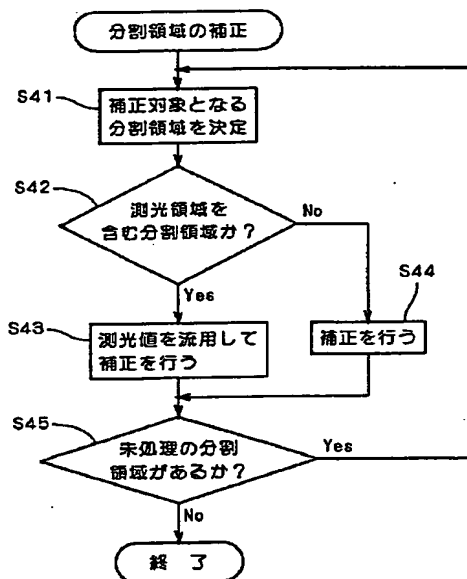 分割領域の補正
S41
補正対象となる
分割領域を決定
S42
測光領域を
含む分割領域か？
No
Yes
S44
S43
測光値を流用して
補正を行う
補正を行う
S45
未処理の分割
領域があるか？
Yes
No
終 了